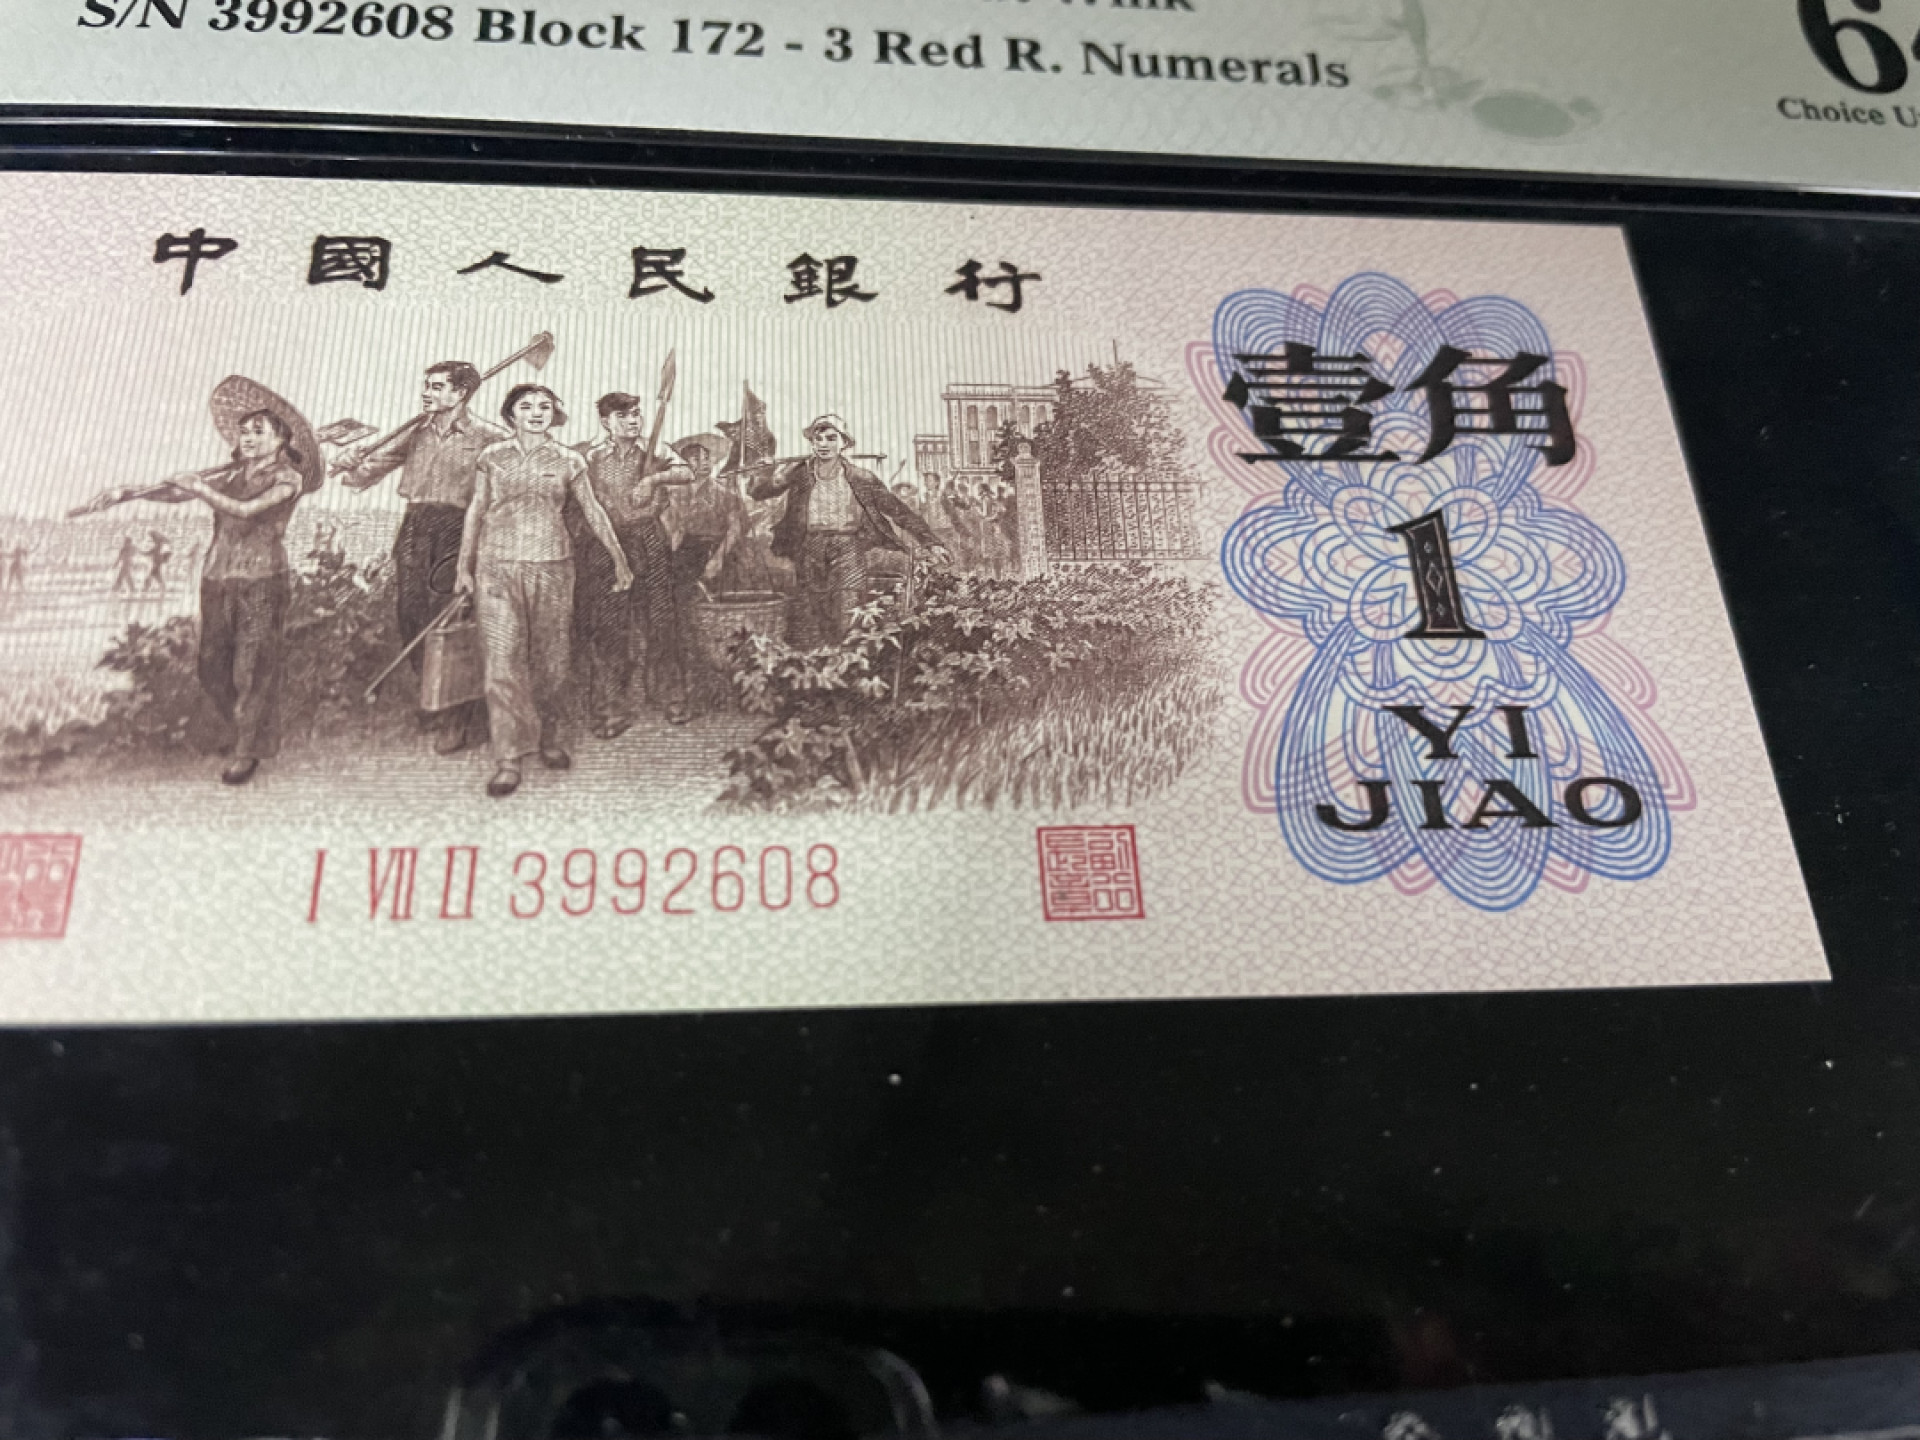 S/N 3992608 Block 172 - 3 Red R. Numerals
64
Choice U
中國人民銀行
壹角
1
YI
JIAO
I VII II 3992608